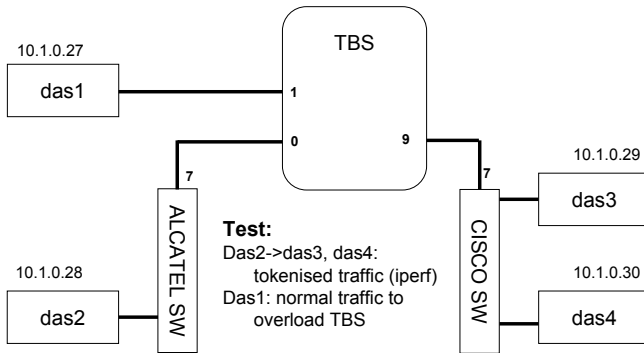 TBS
10.1.0.27
das1
1
0
9
10.1.0.29
7
7
das3
ALCATEL SW
CISCO SW
Test:
Das2->das3, das4:
tokenised traffic (iperf)
Das1: normal traffic to
overload TBS
10.1.0.28
das2
10.1.0.30
das4